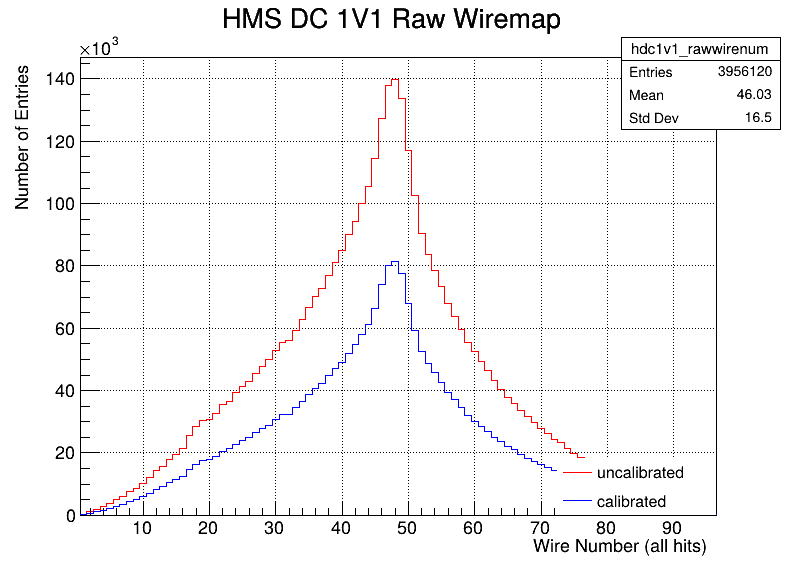 HMS DC 1V1 Raw Wiremap
×10³
hdc1v1_rawwirenum
Entries 3956120
Mean 46.03
Std Dev 16.5
Number of Entries
140
120
100
80
60
40
20
0
uncalibrated
calibrated
10 20 30 40 50 60 70 80 90
Wire Number (all hits)